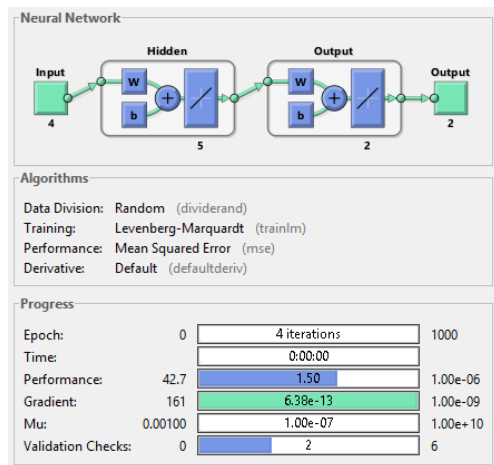 Neural Network
Hidden Output
Input Output
W W
+ +
b b
4 5 2 2
Algorithms
Data Division: Random (dividerand)
Training: Levenberg-Marquardt (trainlm)
Performance: Mean Squared Error (mse)
Derivative: Default (defaultderiv)
Progress
Epoch: 0 4 iterations 1000
Time: 0:00:00
Performance: 42.7 1.50 1.00e-06
Gradient: 161 6.38e-13 1.00e-09
Mu: 0.00100 1.00e-07 1.00e+10
Validation Checks: 0 2 6